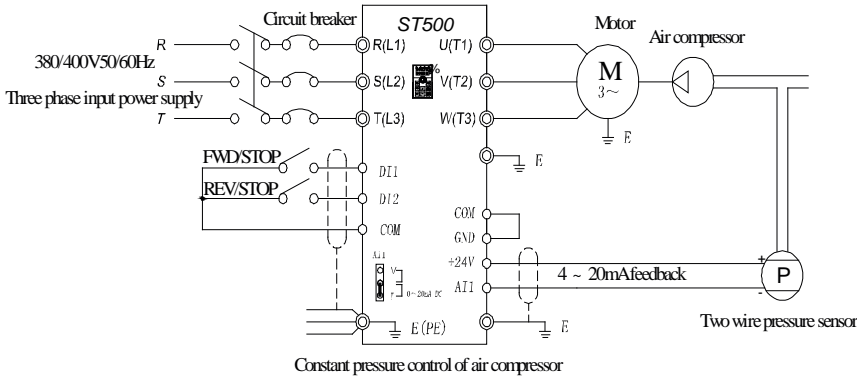 Circuit breaker
ST500
Motor
Air compressor
R
R(L1)
U(T1)
380/400V50/60Hz
S
S(L2)
%
V(T2)
M
3~
Three phase input power supply
T
T(L3)
W(T3)
E
FWD/STOP
DI1
E
REV/STOP
DI2
COM
COM
GND
AI1
V
I
0~20mA DC
+24V
4 ~ 20mAfeedback
+
P
AI1
-
E(PE)
E
Two wire pressure sensor
Constant pressure control of air compressor